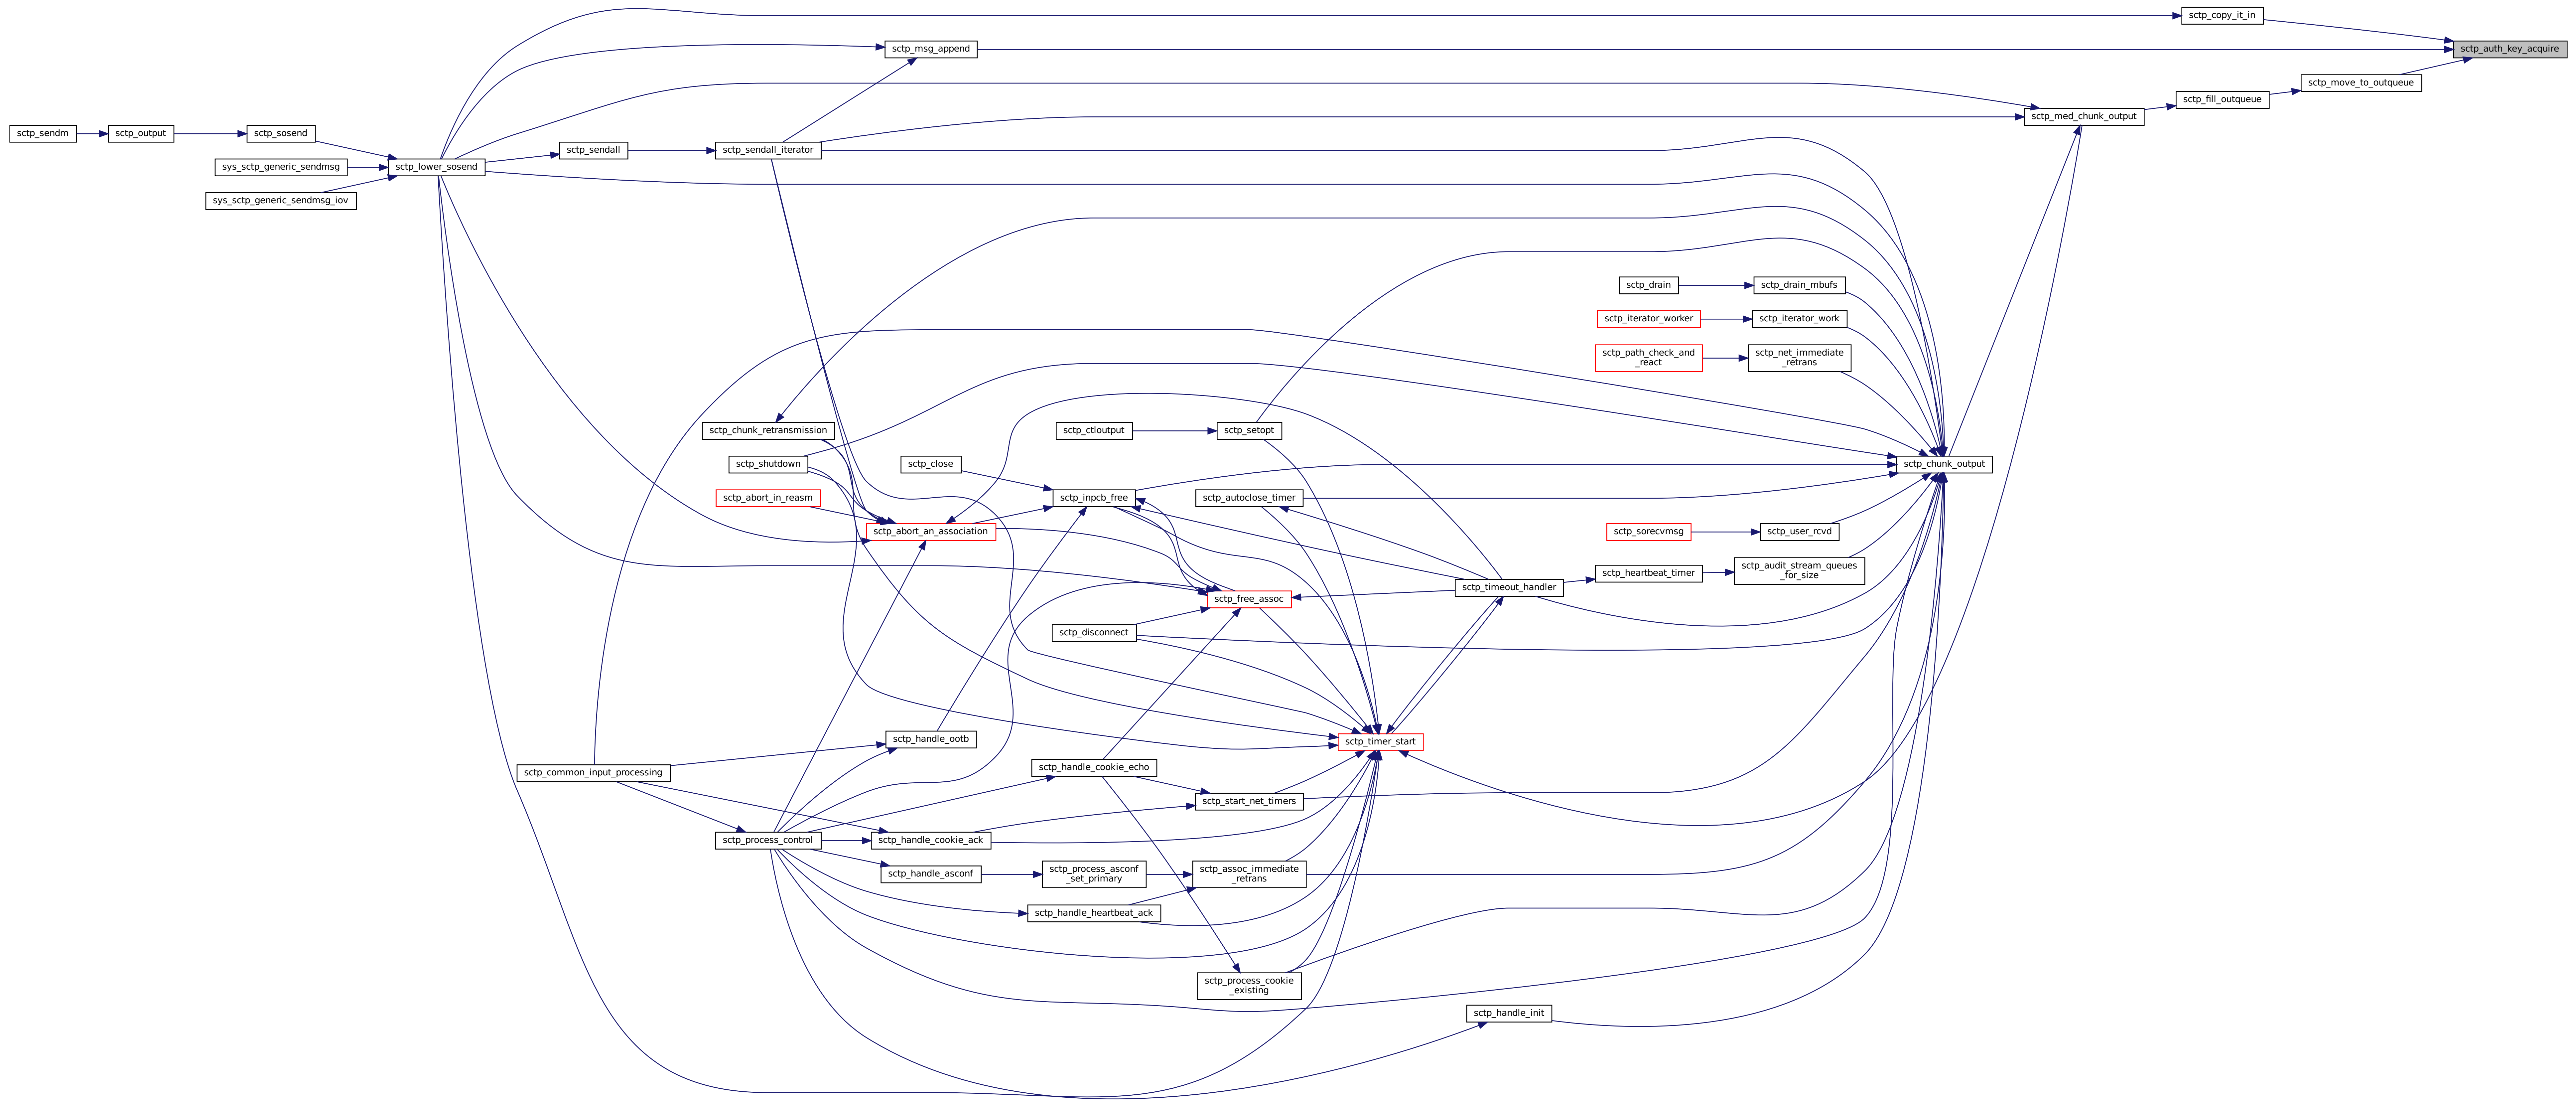 sctp_copy_it_in
sctp_msg_append
sctp_auth_key_acquire
sctp_move_to_outqueue
sctp_fill_outqueue
sctp_med_chunk_output
sctp_sendm
sctp_output
sctp_sosend
sctp_sendall
sctp_sendall_iterator
sys_sctp_generic_sendmsg
sctp_lower_sosend
sys_sctp_generic_sendmsg_iov
sctp_drain
sctp_drain_mbufs
sctp_iterator_worker
sctp_iterator_work
sctp_path_check_and
_react
sctp_net_immediate
_retrans
sctp_chunk_retransmission
sctp_ctloutput
sctp_setopt
sctp_shutdown
sctp_close
sctp_chunk_output
sctp_abort_in_reasm
sctp_inpcb_free
sctp_autoclose_timer
sctp_abort_an_association
sctp_sorecvmsg
sctp_user_rcvd
sctp_heartbeat_timer
sctp_audit_stream_queues
_for_size
sctp_timeout_handler
sctp_free_assoc
sctp_disconnect
sctp_handle_ootb
sctp_timer_start
sctp_common_input_processing
sctp_handle_cookie_echo
sctp_start_net_timers
sctp_process_control
sctp_handle_cookie_ack
sctp_handle_asconf
sctp_process_asconf
_set_primary
sctp_assoc_immediate
_retrans
sctp_handle_heartbeat_ack
sctp_process_cookie
_existing
sctp_handle_init